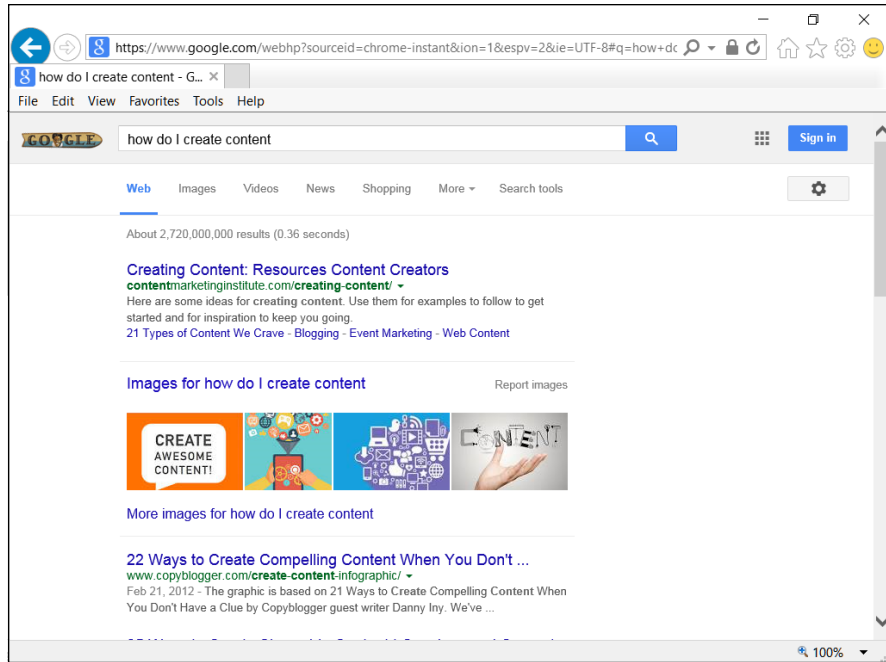 https://www.google.com/webhp?sourceid=chrome-instant&ion=1&espv=2&ie=UTF-8#q=how+dc
how do I create content - G...
File Edit View Favorites Tools Help
GOOGLE how do I create content Sign in
Web Images Videos News Shopping More Search tools
About 2,720,000,000 results (0.36 seconds)
Creating Content: Resources Content Creators
contentmarketinginstitute.com/creating-content/
Here are some ideas for creating content. Use them for examples to follow to get
started and for inspiration to keep you going.
21 Types of Content We Crave - Blogging - Event Marketing - Web Content
Images for how do I create content Report images
CREATE
AWESOME
CONTENT!
CONTENT
More images for how do I create content
22 Ways to Create Compelling Content When You Don't ...
www.copyblogger.com/create-content-infographic/
Feb 21, 2012 - The graphic is based on 21 Ways to Create Compelling Content When
You Don't Have a Clue by Copyblogger guest writer Danny Iny. We've ...
100%